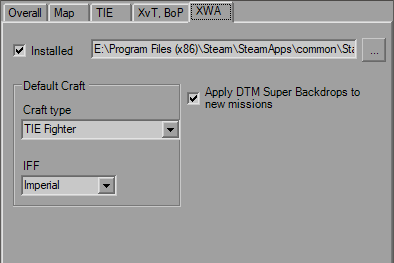 Overall Map TIE XvT, BoP XWA
Installed E:\Program Files (x86)\Steam\SteamApps\common\Sta ...
Default Craft
Apply DTM Super Backdrops to
new missions
Craft type
TIE Fighter
IFF
Imperial